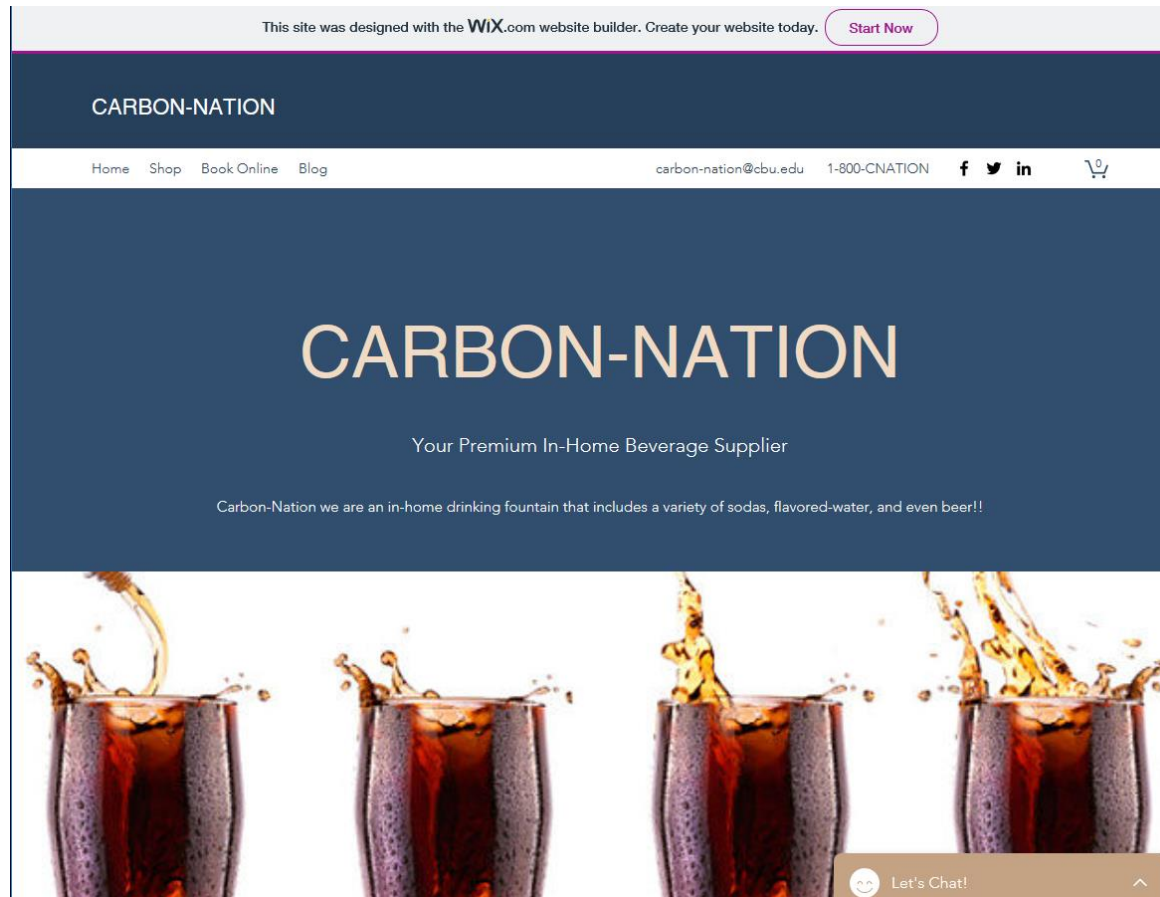 This site was designed with the WiX.com website builder. Create your website today. Start Now
CARBON-NATION
Home Shop Book Online Blog carbon-nation@cbu.edu 1-800-CNATION f in 0
CARBON-NATION
Your Premium In-Home Beverage Supplier
Carbon-Nation we are an in-home drinking fountain that includes a variety of sodas, flavored-water, and even beer!!
Let's Chat!